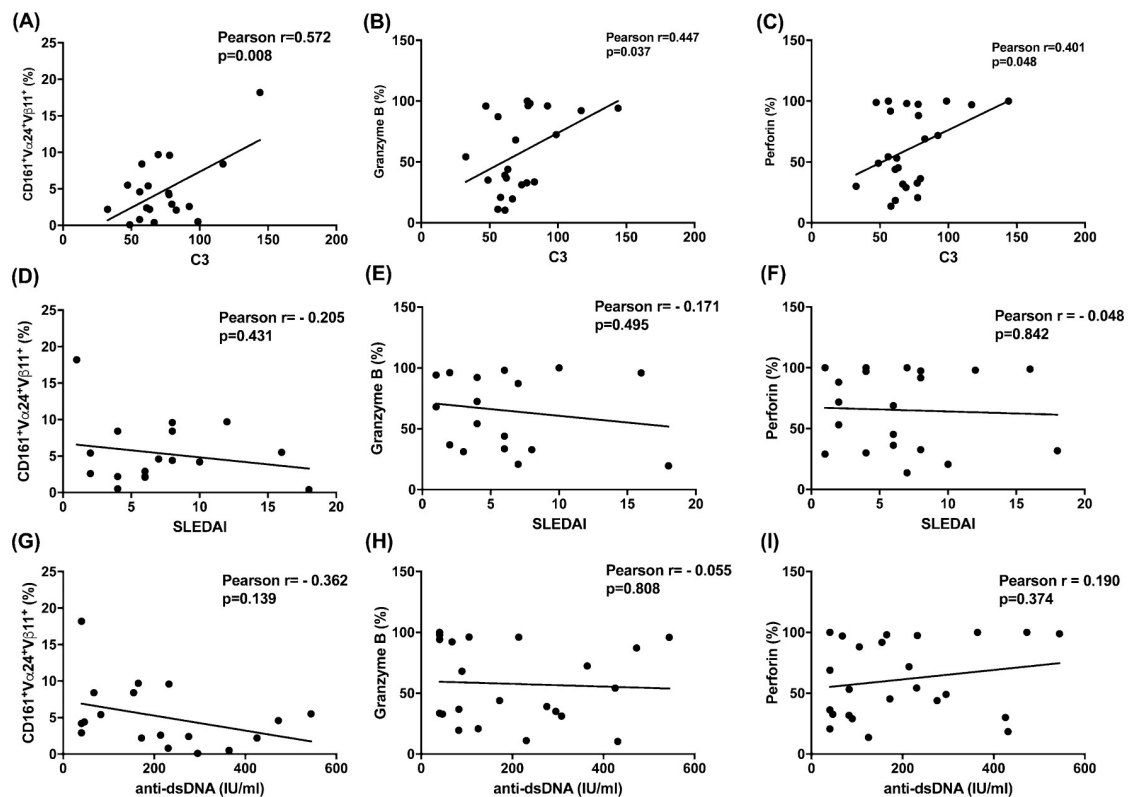 (A)
Pearson r=0.572
p=0.008
CD161⁺Vα24⁺Vβ11⁺ (%)
25
20
15
10
5
0
0 50 100 150 200
C3
(B)
Pearson r=0.447
p=0.037
Granzyme B (%)
150
100
50
0
0 50 100 150 200
C3
(C)
Pearson r=0.401
p=0.048
Perforin (%)
150
100
50
0
0 50 100 150 200
C3
(D)
Pearson r= - 0.205
p=0.431
CD161⁺Vα24⁺Vβ11⁺ (%)
25
20
15
10
5
0
0 5 10 15 20
SLEDAI
(E)
Pearson r= - 0.171
p=0.495
Granzyme B (%)
150
100
50
0
0 5 10 15 20
SLEDAI
(F)
Pearson r = - 0.048
p=0.842
Perforin (%)
150
100
50
0
0 5 10 15 20
SLEDAI
(G)
Pearson r= - 0.362
p=0.139
CD161⁺Vα24⁺Vβ11⁺ (%)
25
20
15
10
5
0
0 200 400 600
anti-dsDNA (IU/ml)
(H)
Pearson r= - 0.055
p=0.808
Granzyme B (%)
150
100
50
0
0 200 400 600
anti-dsDNA (IU/ml)
(I)
Pearson r = 0.190
p=0.374
Perforin (%)
150
100
50
0
0 200 400 600
anti-dsDNA (IU/ml)